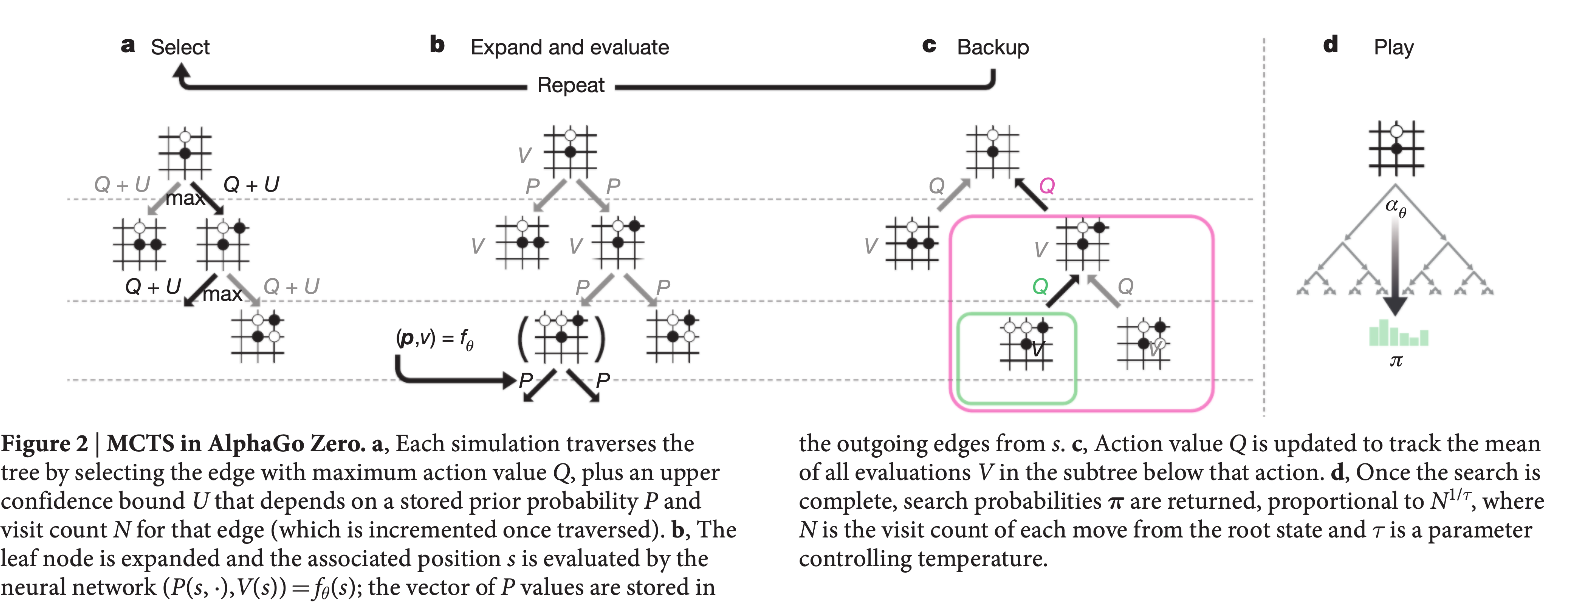 a Select
b Expand and evaluate
c Backup
d Play
Repeat
Q + U
Q + U
max
Q + U
max
Q + U
V
P
P
V
V
P
P
(p,v) = fθ
P
P
Q
Q
V
V
Q
Q
V
V
αθ
π
Figure 2 | MCTS in AlphaGo Zero. a, Each simulation traverses the
tree by selecting the edge with maximum action value Q, plus an upper
confidence bound U that depends on a stored prior probability P and
visit count N for that edge (which is incremented once traversed). b, The
leaf node is expanded and the associated position s is evaluated by the
neural network (P(s, ·),V(s)) = fθ(s); the vector of P values are stored in
the outgoing edges from s. c, Action value Q is updated to track the mean
of all evaluations V in the subtree below that action. d, Once the search is
complete, search probabilities π are returned, proportional to N^1/τ, where
N is the visit count of each move from the root state and τ is a parameter
controlling temperature.